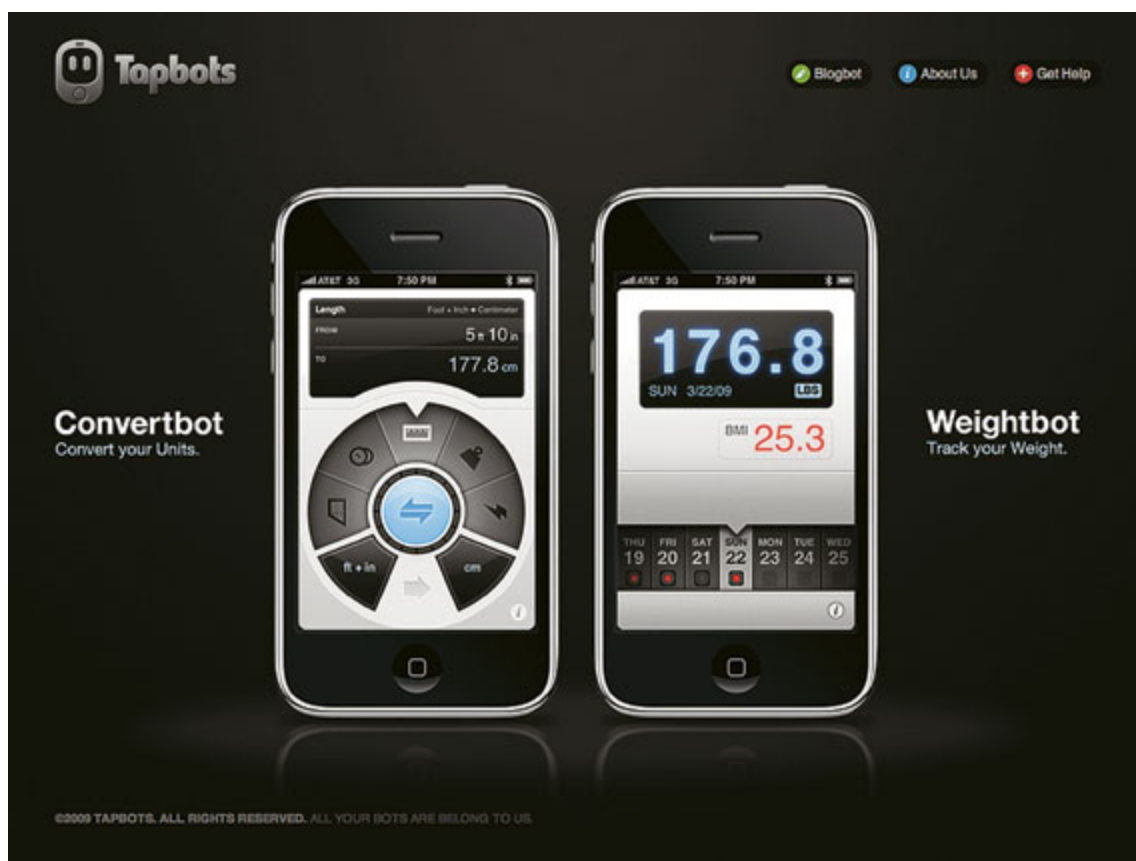 Tapbots
Blogbot
About Us
Get Help
AT&T 3G 7:50 PM
Length Foot + Inch • Centimeter
FROM 5 ft 10 in
TO 177.8 cm
ft + in
cm
AT&T 3G 7:50 PM
176.8
SUN 3/22/09 LBS
BMI 25.3
THU FRI SAT SUN MON TUE WED
19 20 21 22 23 24 25
Convertbot
Convert your Units.
Weightbot
Track your Weight.
©2009 TAPBOTS. ALL RIGHTS RESERVED. ALL YOUR BOTS ARE BELONG TO US.